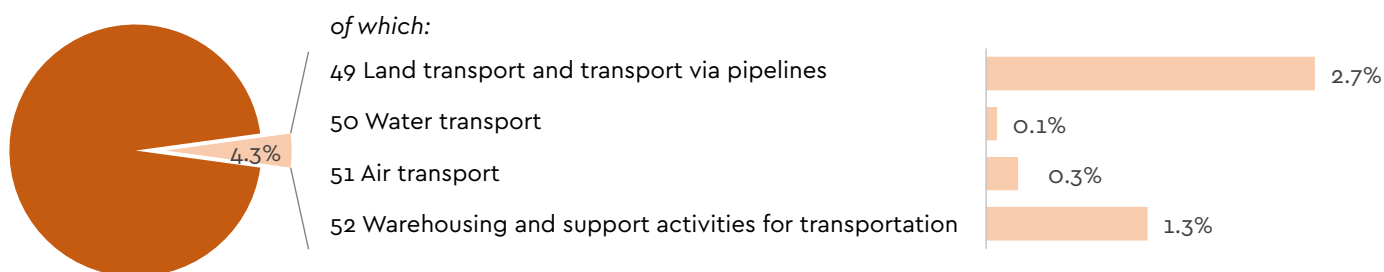 of which:
49 Land transport and transport via pipelines
2.7%
50 Water transport
0.1%
4.3%
51 Air transport
0.3%
52 Warehousing and support activities for transportation
1.3%